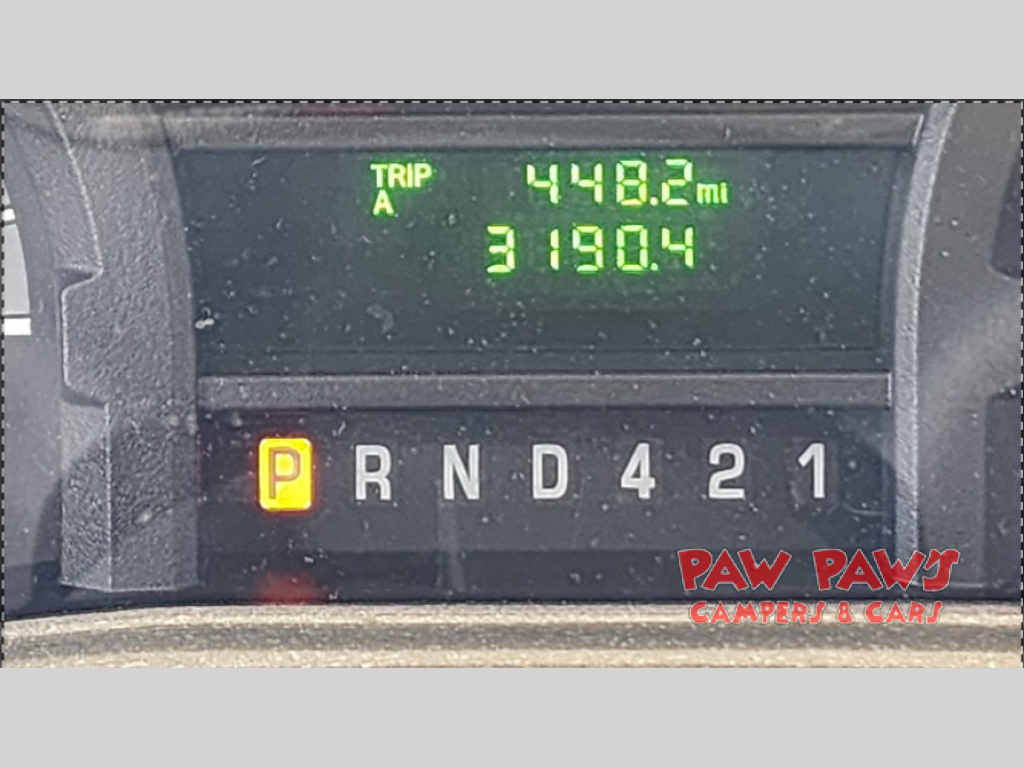 TRIP 448.2 mi
A
3190.4
P R N D 4 2 1
PAW PAW'S
CAMPERS & CARS